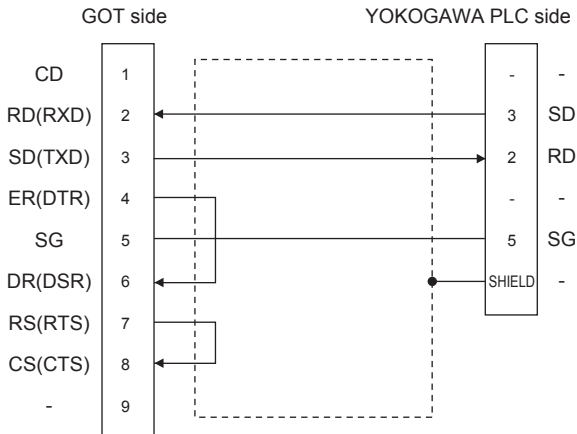 GOT side YOKOGAWA PLC side
CD 1 - -
RD(RXD) 2 3 SD
SD(TXD) 3 2 RD
ER(DTR) 4 - -
SG 5 5 SG
DR(DSR) 6 SHIELD -
RS(RTS) 7
CS(CTS) 8
- 9